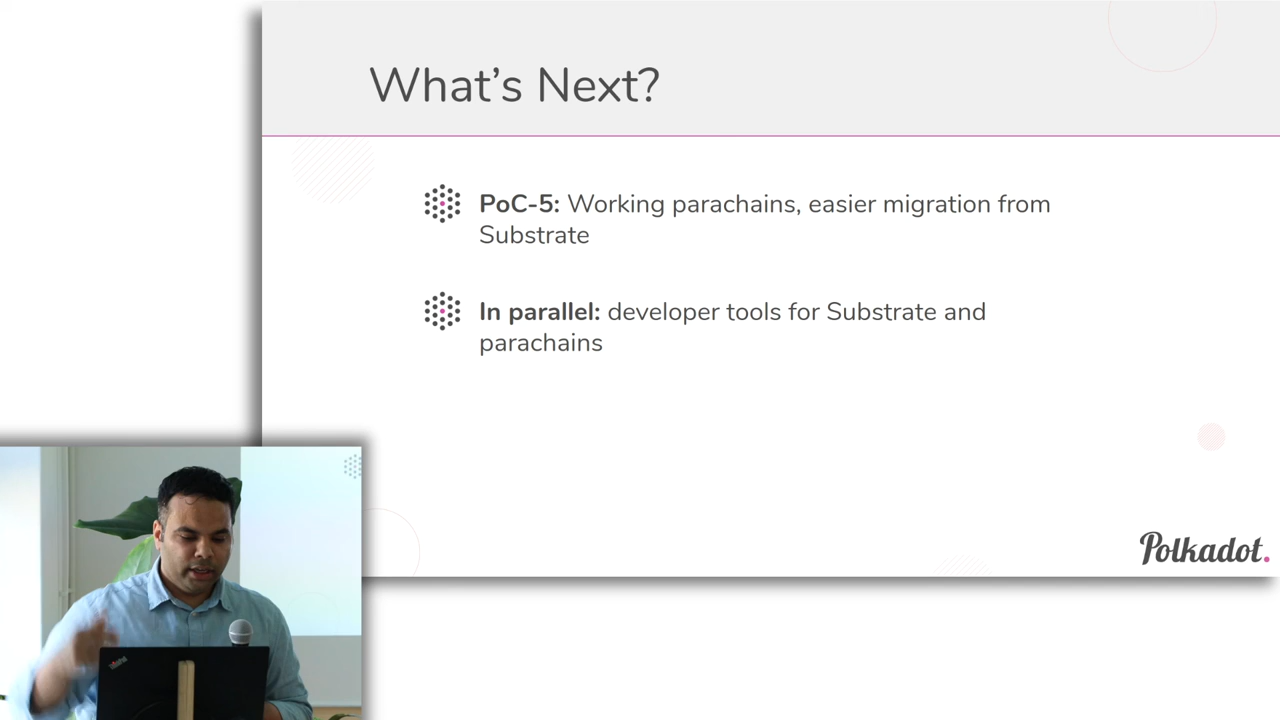 What's Next?
PoC-5: Working parachains, easier migration from
Substrate
In parallel: developer tools for Substrate and
parachains
Polkadot.